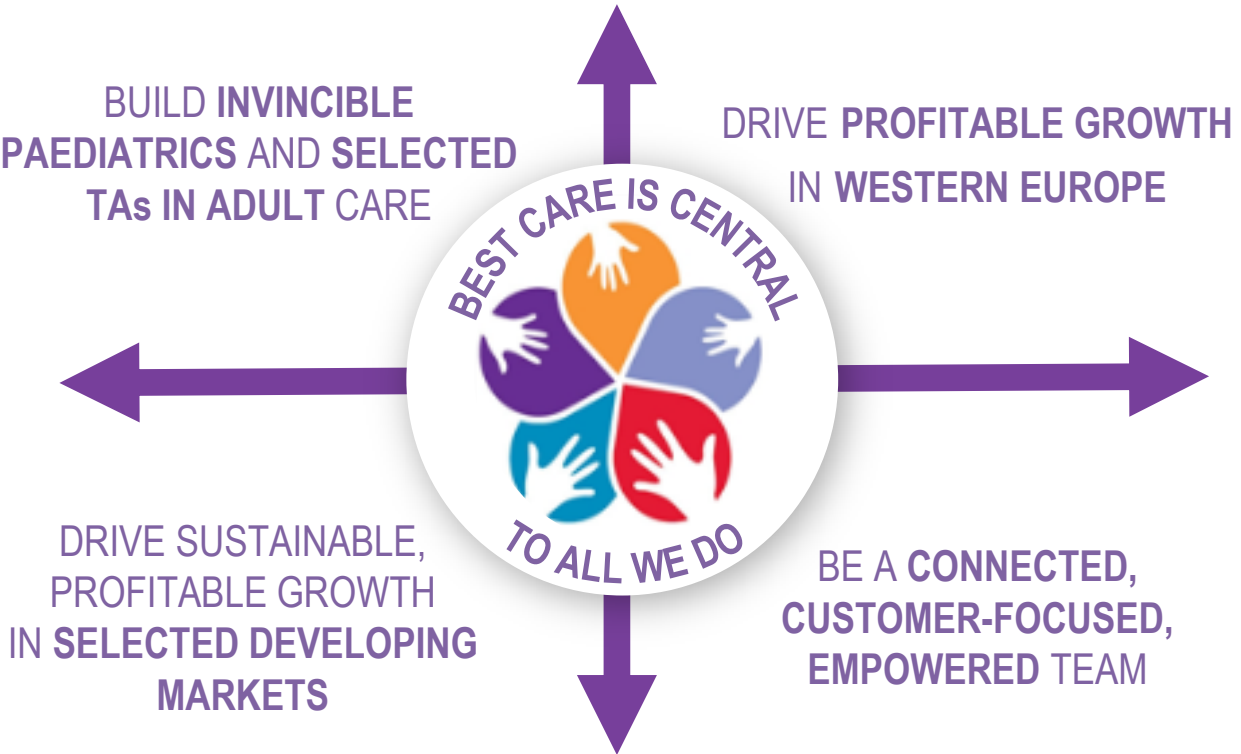 BUILD INVINCIBLE
PAEDIATRICS AND SELECTED
TAs IN ADULT CARE
DRIVE PROFITABLE GROWTH
IN WESTERN EUROPE
BEST CARE IS CENTRAL
TO ALL WE DO
DRIVE SUSTAINABLE,
PROFITABLE GROWTH
IN SELECTED DEVELOPING
MARKETS
BE A CONNECTED,
CUSTOMER-FOCUSED,
EMPOWERED TEAM